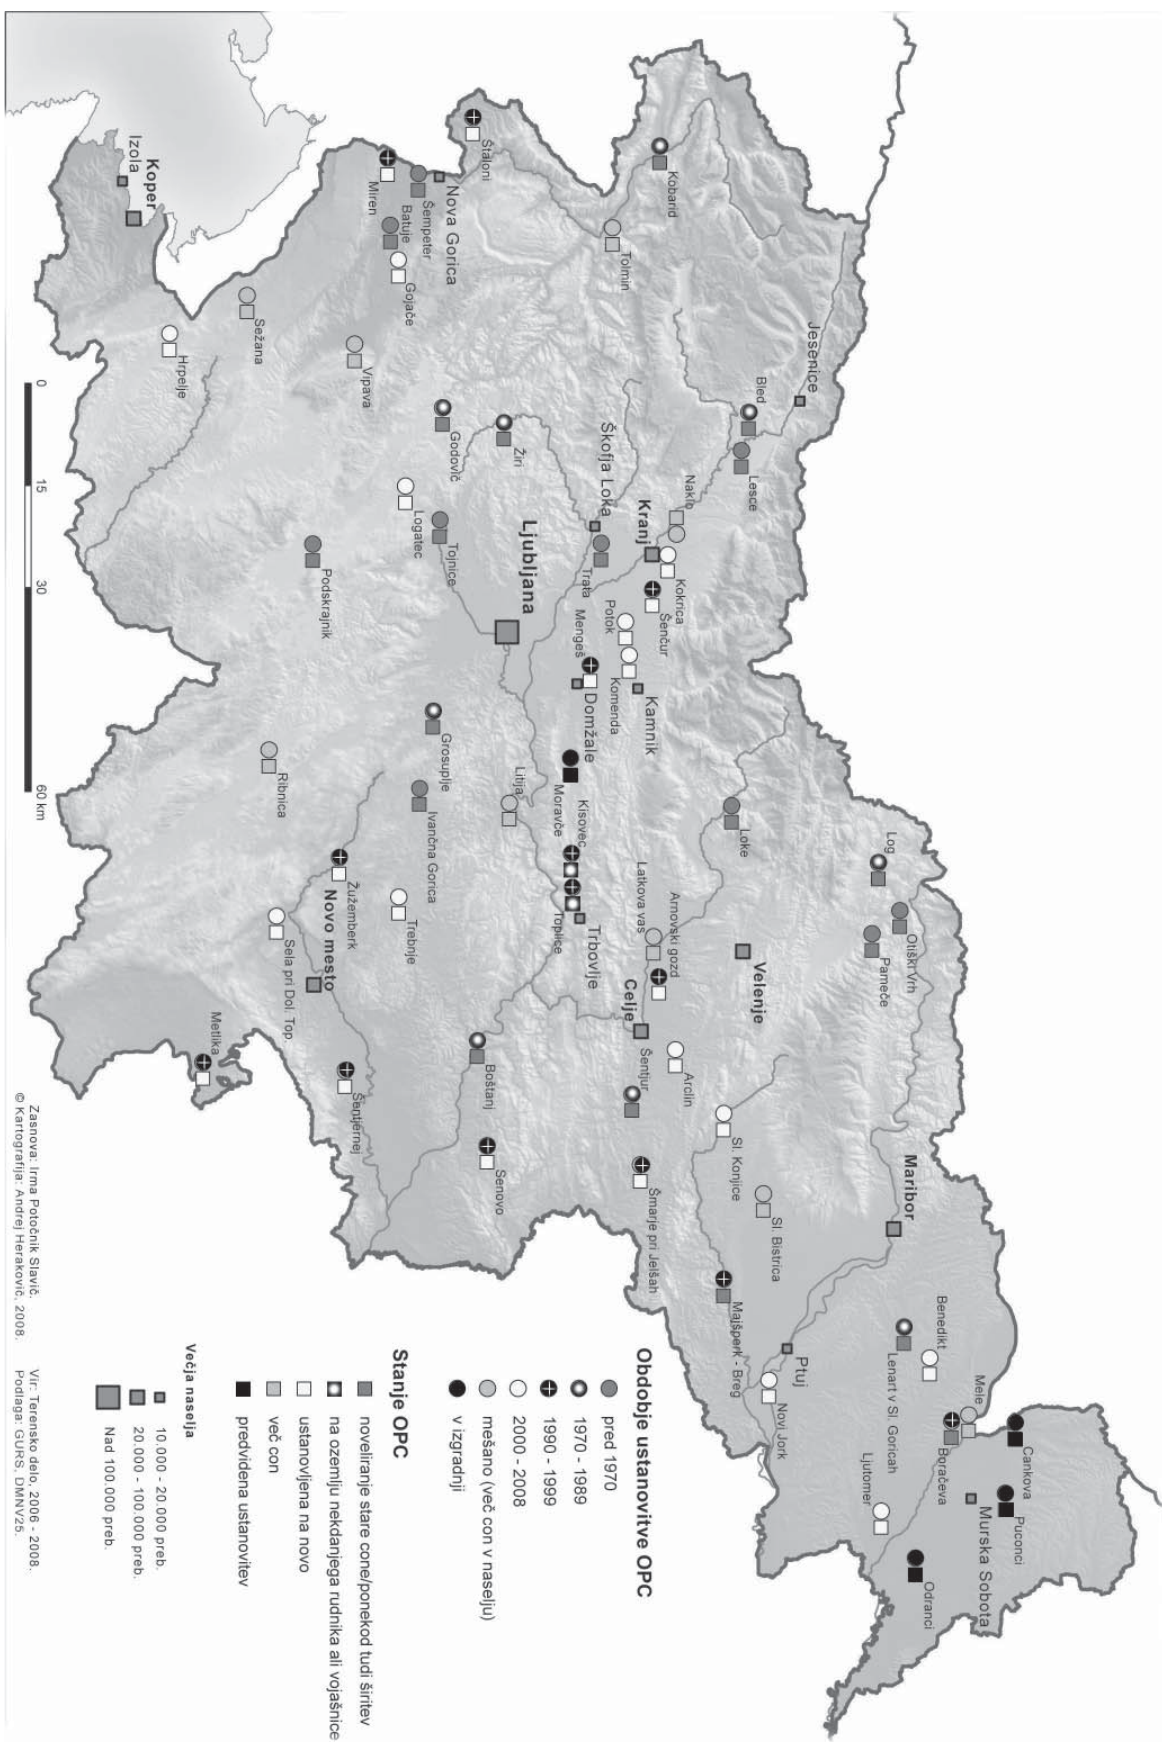 Štaloni
Kobarid
Miren
Šempeter
Nova Gorica
Batuje
Gojače
Tolmin
Izola
Koper
Sežana
Hrpelje
Vipava
Jesenice
Bled
Lesce
Godovič
Žiri
Škofja Loka
Naklo
Kranj
Kokrica
Trata
Šenčur
Logatec
Tojnice
Ljubljana
Podskrajnik
Potok
Mengeš
Komenda
Domžale
Kamnik
Grosuplje
Ivančna Gorica
Ribnica
Litija
Moravče
Kisovec
Loke
Log
Otiški Vrh
Pameče
Velenje
Latkova vas
Arnovski gozd
Toplice
Trbovlje
Celje
Žužemberk
Trebnje
Novo mesto
Sela pri Dol. Top.
Metlika
Šentjernej
Boštanj
Senovo
Šentjur
Arclin
Sl. Konjice
Šmarje pri Jelšah
Sl. Bistrica
Maribor
Majšperk - Breg
Ptuj
Novi Jork
Benedikt
Lenart v Sl. Goricah
Mele
Boračeva
Cankova
Puconci
Murska Sobota
Ljutomer
Odranci
0 15 30 60 km
Obdobje ustanovitve OPC
pred 1970
1970 - 1989
1990 - 1999
2000 - 2008
mešano (več con v naselju)
v izgradnji
Stanje OPC
noveliranje stare cone/ponekod tudi širitev
na ozemlju nekdanjega rudnika ali vojašnice
ustanovljena na novo
več con
predvidena ustanovitev
Večja naselja
10.000 - 20.000 preb.
20.000 - 100.000 preb.
Nad 100.000 preb.
Zasnova: Irma Potočnik Slavič.
© Kartografija: Andrej Herakovič, 2008.
Vir: Terensko delo, 2006 - 2008.
Podlaga: GURS, DMNV25.